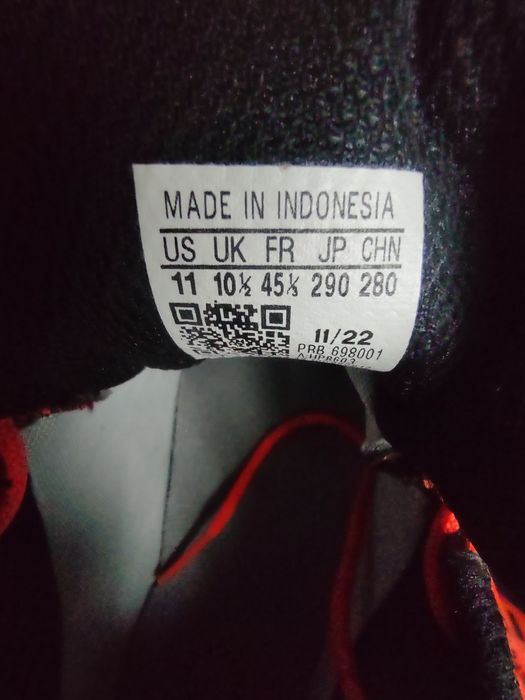 MADE IN INDONESIA
US UK FR JP CHN
11 10½ 45⅓ 290 280
11/22
PRB 698001